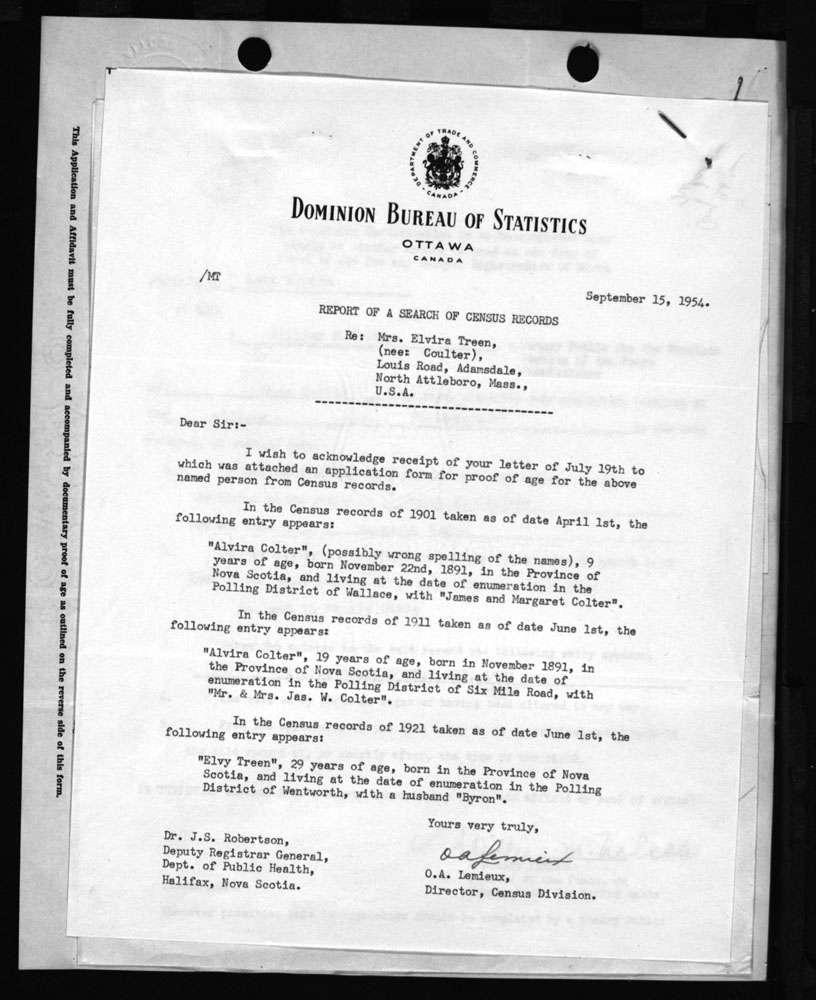 DEPARTMENT OF TRADE AND COMMERCE
CANADA
DOMINION BUREAU OF STATISTICS
OTTAWA
CANADA
/MT
September 15, 1954.
REPORT OF A SEARCH OF CENSUS RECORDS
Re: Mrs. Elvira Treen,
(nee: Coulter),
Louis Road, Adamsdale,
North Attleboro, Mass.,
U.S.A.
Dear Sir:-
I wish to acknowledge receipt of your letter of July 19th to
which was attached an application form for proof of age for the above
named person from Census records.
In the Census records of 1901 taken as of date April 1st, the
following entry appears:
"Alvira Colter", (possibly wrong spelling of the names), 9
years of age, born November 22nd, 1891, in the Province of
Nova Scotia, and living at the date of enumeration in the
Polling District of Wallace, with "James and Margaret Colter".
In the Census records of 1911 taken as of date June 1st, the
following entry appears:
"Alvira Colter", 19 years of age, born in November 1891, in
the Province of Nova Scotia, and living at the date of
enumeration in the Polling District of Six Mile Road, with
"Mr. & Mrs. Jas. W. Colter".
In the Census records of 1921 taken as of date June 1st, the
following entry appears:
"Elvy Treen", 29 years of age, born in the Province of Nova
Scotia, and living at the date of enumeration in the Polling
District of Wentworth, with a husband "Byron".
Yours very truly,
OALemieux
O.A. Lemieux,
Director, Census Division.
Dr. J.S. Robertson,
Deputy Registrar General,
Dept. of Public Health,
Halifax, Nova Scotia.
This Application and Affidavit must be fully completed and accompanied by documentary proof of age as outlined on the reverse side of this form.